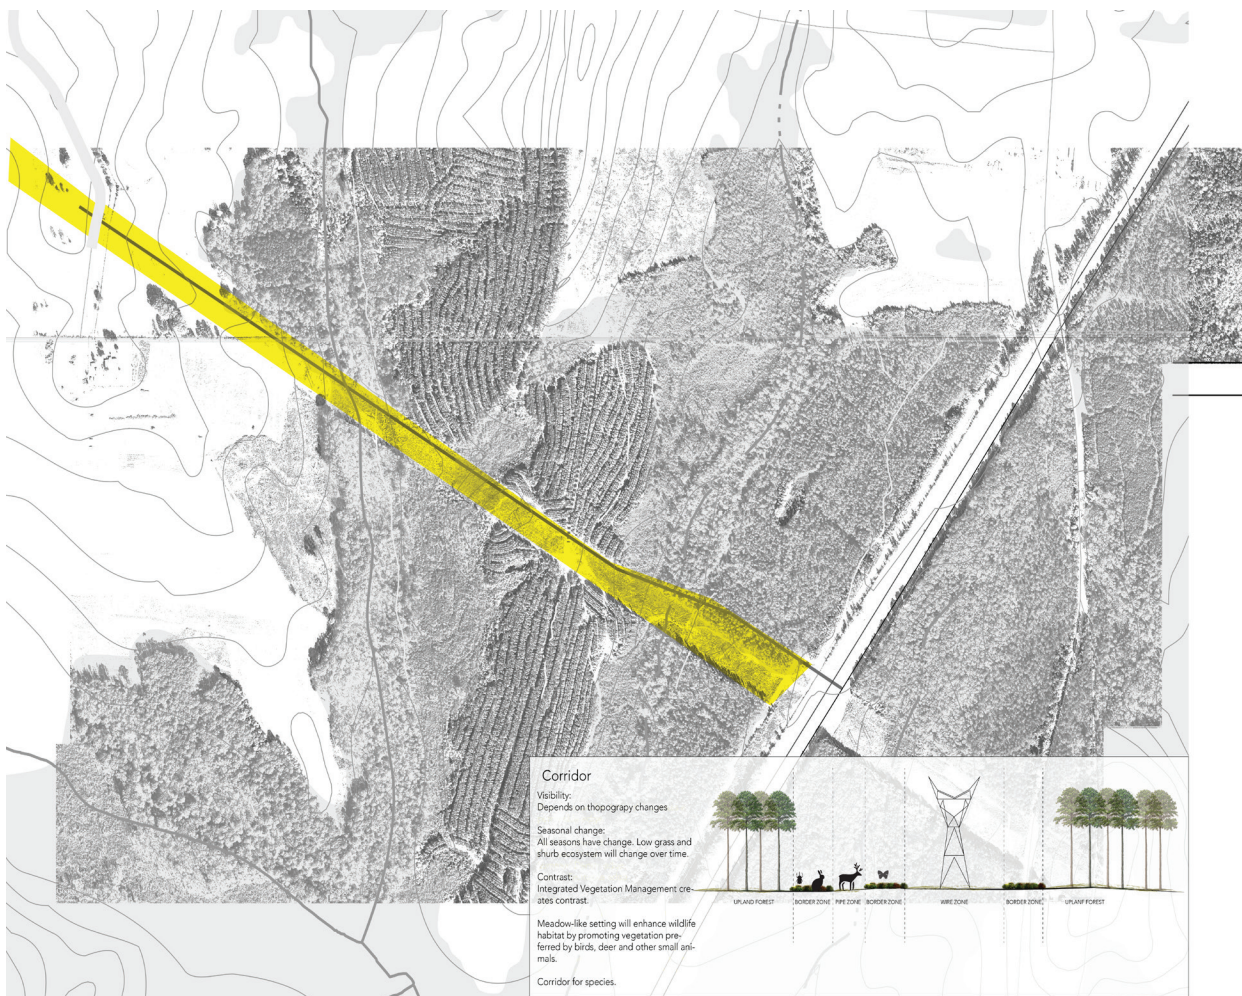 Corridor
Visibility:
Depends on thopograpy changes
Seasonal change:
All seasons have change. Low grass and
shurb ecosystem will change over time.
Contrast:
Integrated Vegetation Management cre-
ates contrast.
Meadow-like setting will enhance wildlife
habitat by promoting vegetation pre-
ferred by birds, deer and other small ani-
mals.
Corridor for species.
UPLAND FOREST
BORDER ZONE
PIPE ZONE
BORDER ZONE
WIRE ZONE
BORDER ZONE
UPLANF FOREST